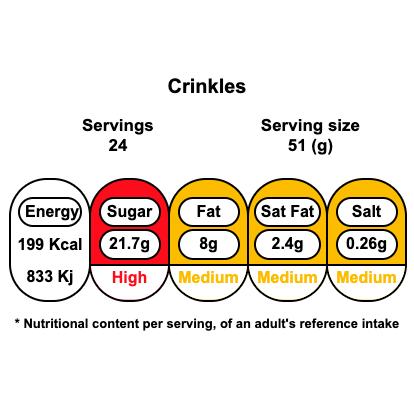 Crinkles
Servings
24
Serving size
51 (g)
Energy
199 Kcal
833 Kj
Sugar
21.7g
High
Fat
8g
Medium
Sat Fat
2.4g
Medium
Salt
0.26g
Medium
* Nutritional content per serving, of an adult's reference intake